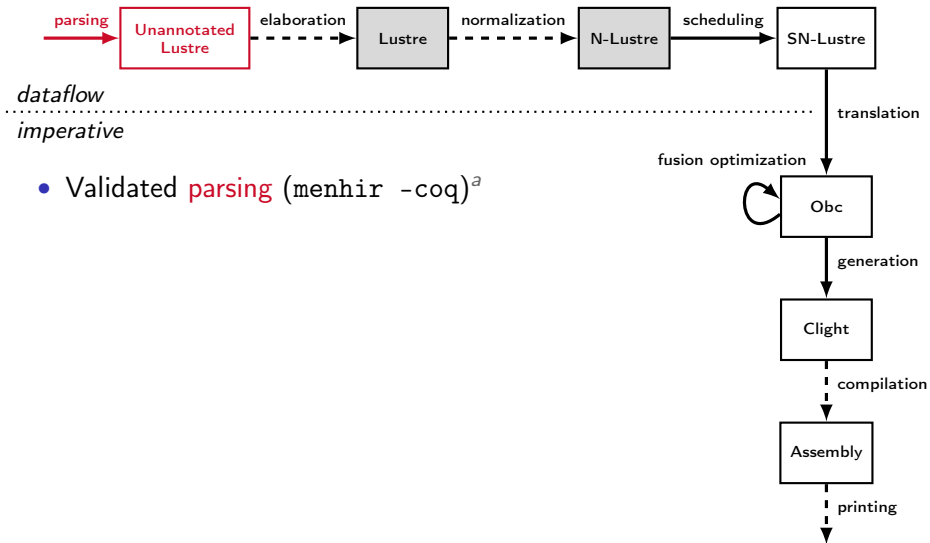 parsing
Unannotated
Lustre
elaboration
Lustre
normalization
N-Lustre
scheduling
SN-Lustre
dataflow
imperative
translation
• Validated parsing (menhir -coq)a
fusion optimization
Obc
generation
Clight
compilation
Assembly
printing